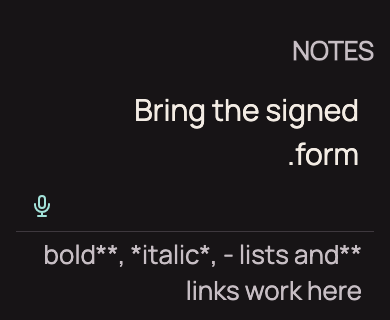 NOTES
Bring the signed
.form
bold**, *italic*, - lists and**
links work here